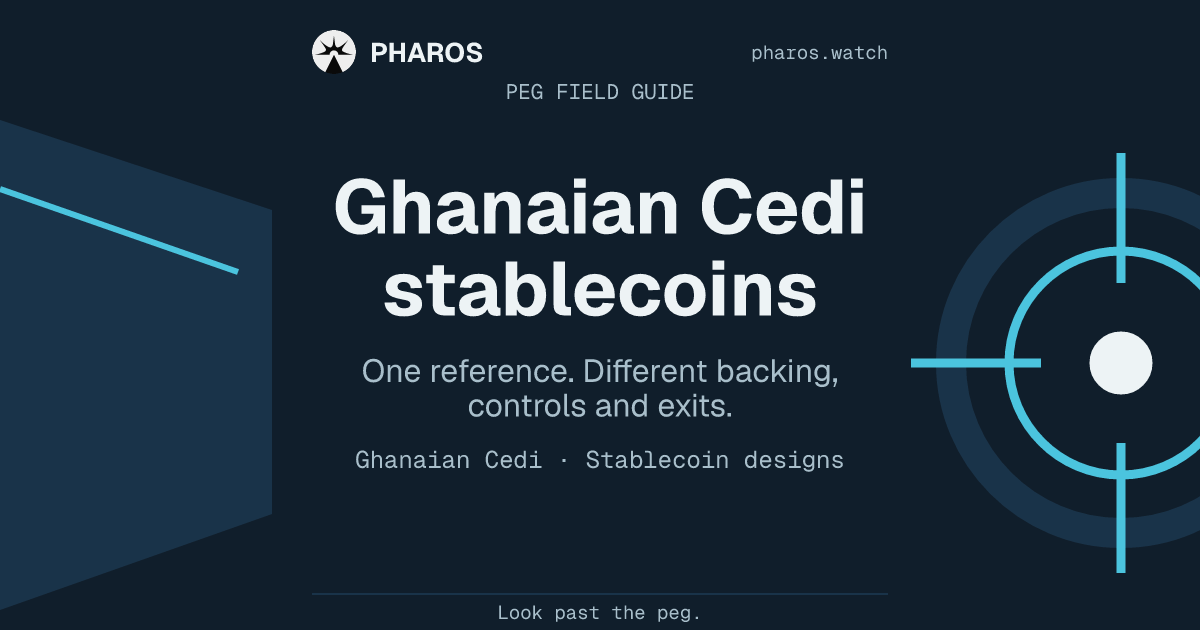 PHAROS
pharos.watch
PEG FIELD GUIDE
Ghanaian Cedi
stablecoins
One reference. Different backing,
controls and exits.
Ghanaian Cedi · Stablecoin designs
Look past the peg.